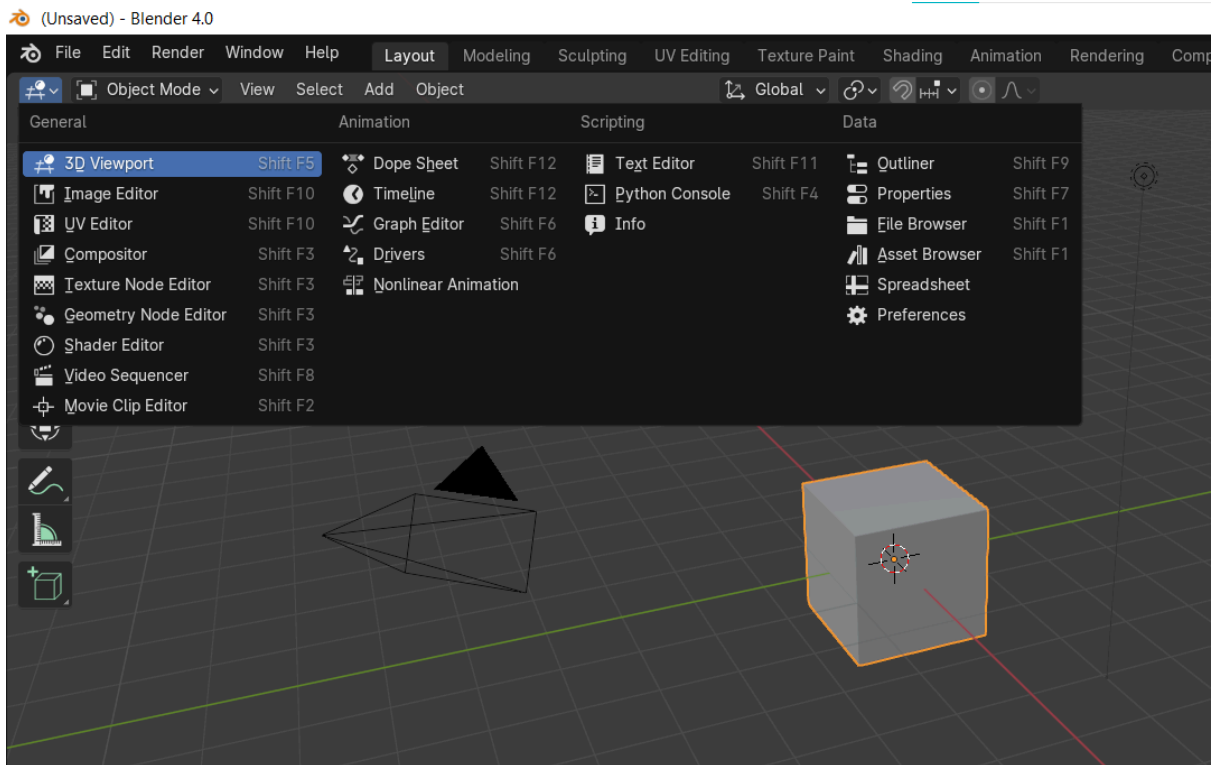 (Unsaved) - Blender 4.0
File Edit Render Window Help Layout Modeling Sculpting UV Editing Texture Paint Shading Animation Rendering
Object Mode View Select Add Object Global
General Animation Scripting Data
3D Viewport Shift F5 Dope Sheet Shift F12 Text Editor Shift F11 Outliner Shift F9
Image Editor Shift F10 Timeline Shift F12 Python Console Shift F4 Properties Shift F7
UV Editor Shift F10 Graph Editor Shift F6 Info File Browser Shift F1
Compositor Shift F3 Drivers Shift F6 Asset Browser Shift F1
Texture Node Editor Shift F3 Nonlinear Animation Spreadsheet
Geometry Node Editor Shift F3 Preferences
Shader Editor Shift F3
Video Sequencer Shift F8
Movie Clip Editor Shift F2